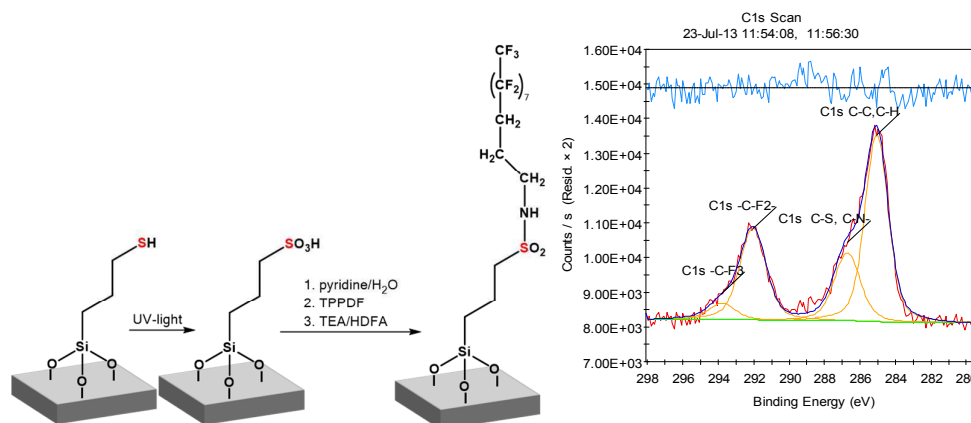 SH
Si
O
O
O
UV-light
SO₃H
Si
O
O
O
1. pyridine/H₂O
2. TPPDF
3. TEA/HDFA
CF₃
(CF₂)₇
CH₂
H₂C
CH₂
NH
SO₂
Si
O
O
O
C1s Scan
23-Jul-13 11:54:08, 11:56:30
Counts / s (Resid. × 2)
1.60E+04
1.50E+04
1.40E+04
1.30E+04
1.20E+04
1.10E+04
1.00E+04
9.00E+03
8.00E+03
7.00E+03
C1s C-C,C-H
C1s -C-F2-
C1s C-S, C-N-
C1s -C-F3
298 296 294 292 290 288 286 284 282 280
Binding Energy (eV)